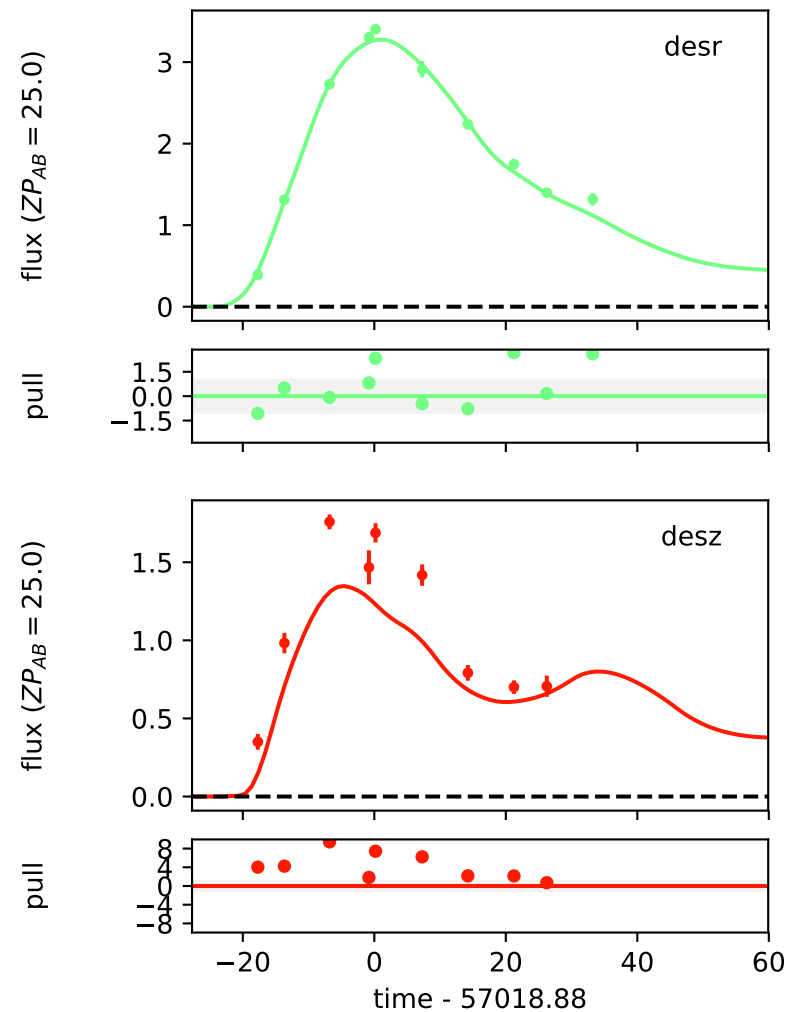 desr
flux (ZP_AB = 25.0)
3
2
1
0
pull
1.5
0.0
−1.5
desz
flux (ZP_AB = 25.0)
1.5
1.0
0.5
0.0
pull
8
4
0
−4
−8
−20 0 20 40 60
time - 57018.88